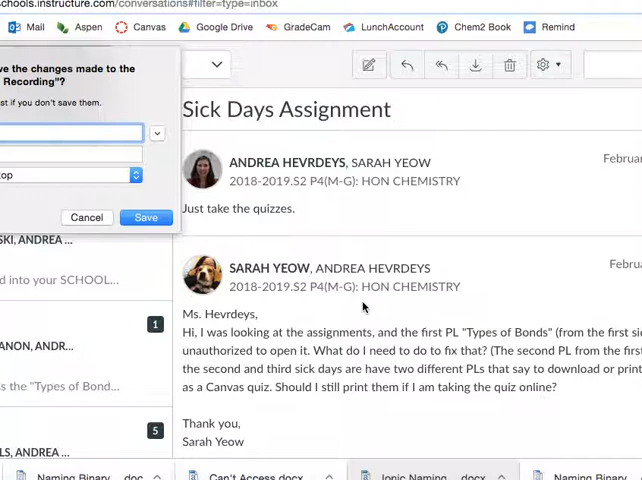 schools.instructure.com/conversations#filter=type=inbox
Mail Aspen Canvas Google Drive GradeCam LunchAccount Chem2 Book Remind
ve the changes made to the
Recording"?
st if you don't save them.
top
Cancel Save
Sick Days Assignment
ANDREA HEVRDEYS, SARAH YEOW
Februa
2018-2019.S2 P4(M-G): HON CHEMISTRY
Just take the quizzes.
SKI, ANDREA ...
ed into your SCHOOL...
SARAH YEOW, ANDREA HEVRDEYS
Februa
2018-2019.S2 P4(M-G): HON CHEMISTRY
1
ANON, ANDR...
s the "Types of Bond...
5
LS, ANDREA ...
Ms. Hevrdeys,
Hi, I was looking at the assignments, and the first PL "Types of Bonds" (from the first si
unauthorized to open it. What do I need to do to fix that? (The second PL from the first
the second and third sick days are have two different PLs that say to download or print
as a Canvas quiz. Should I still print them if I am taking the quiz online?
Thank you,
Sarah Yeow
Naming Binary ....doc Can't Access.docx Ionic Naming ....docx Naming Binary ....doc